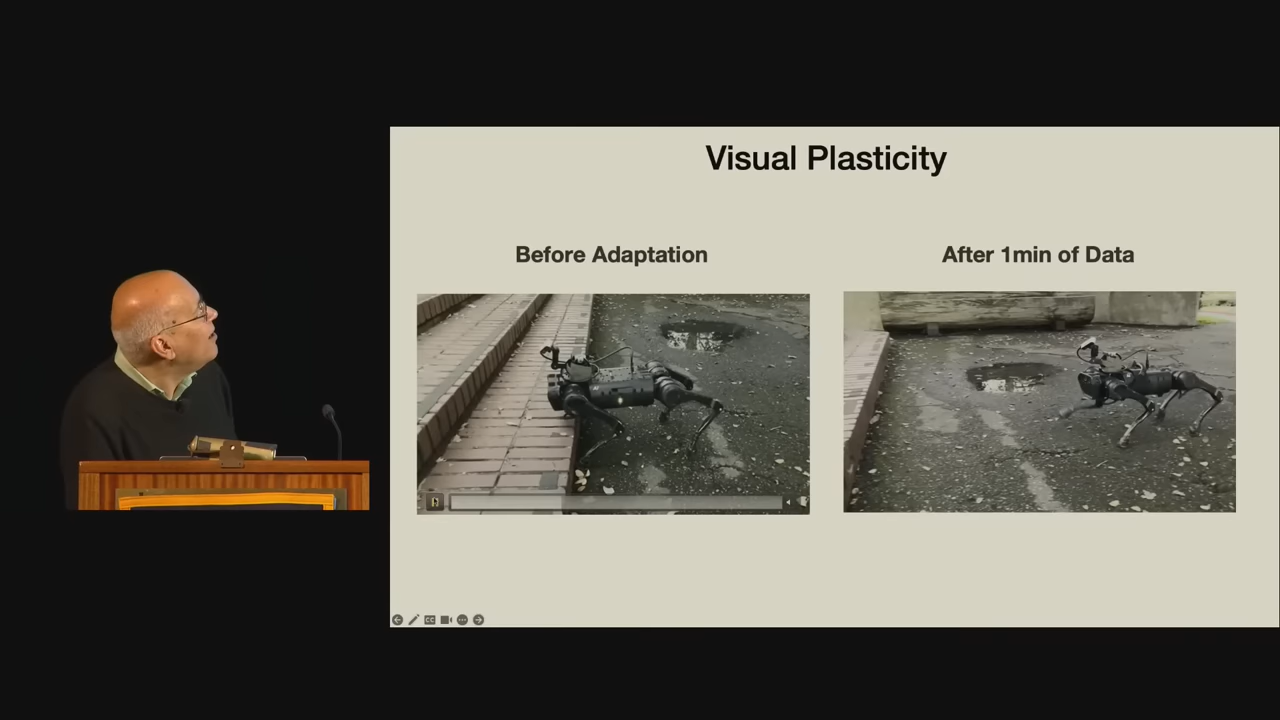 Visual Plasticity
Before Adaptation
After 1min of Data